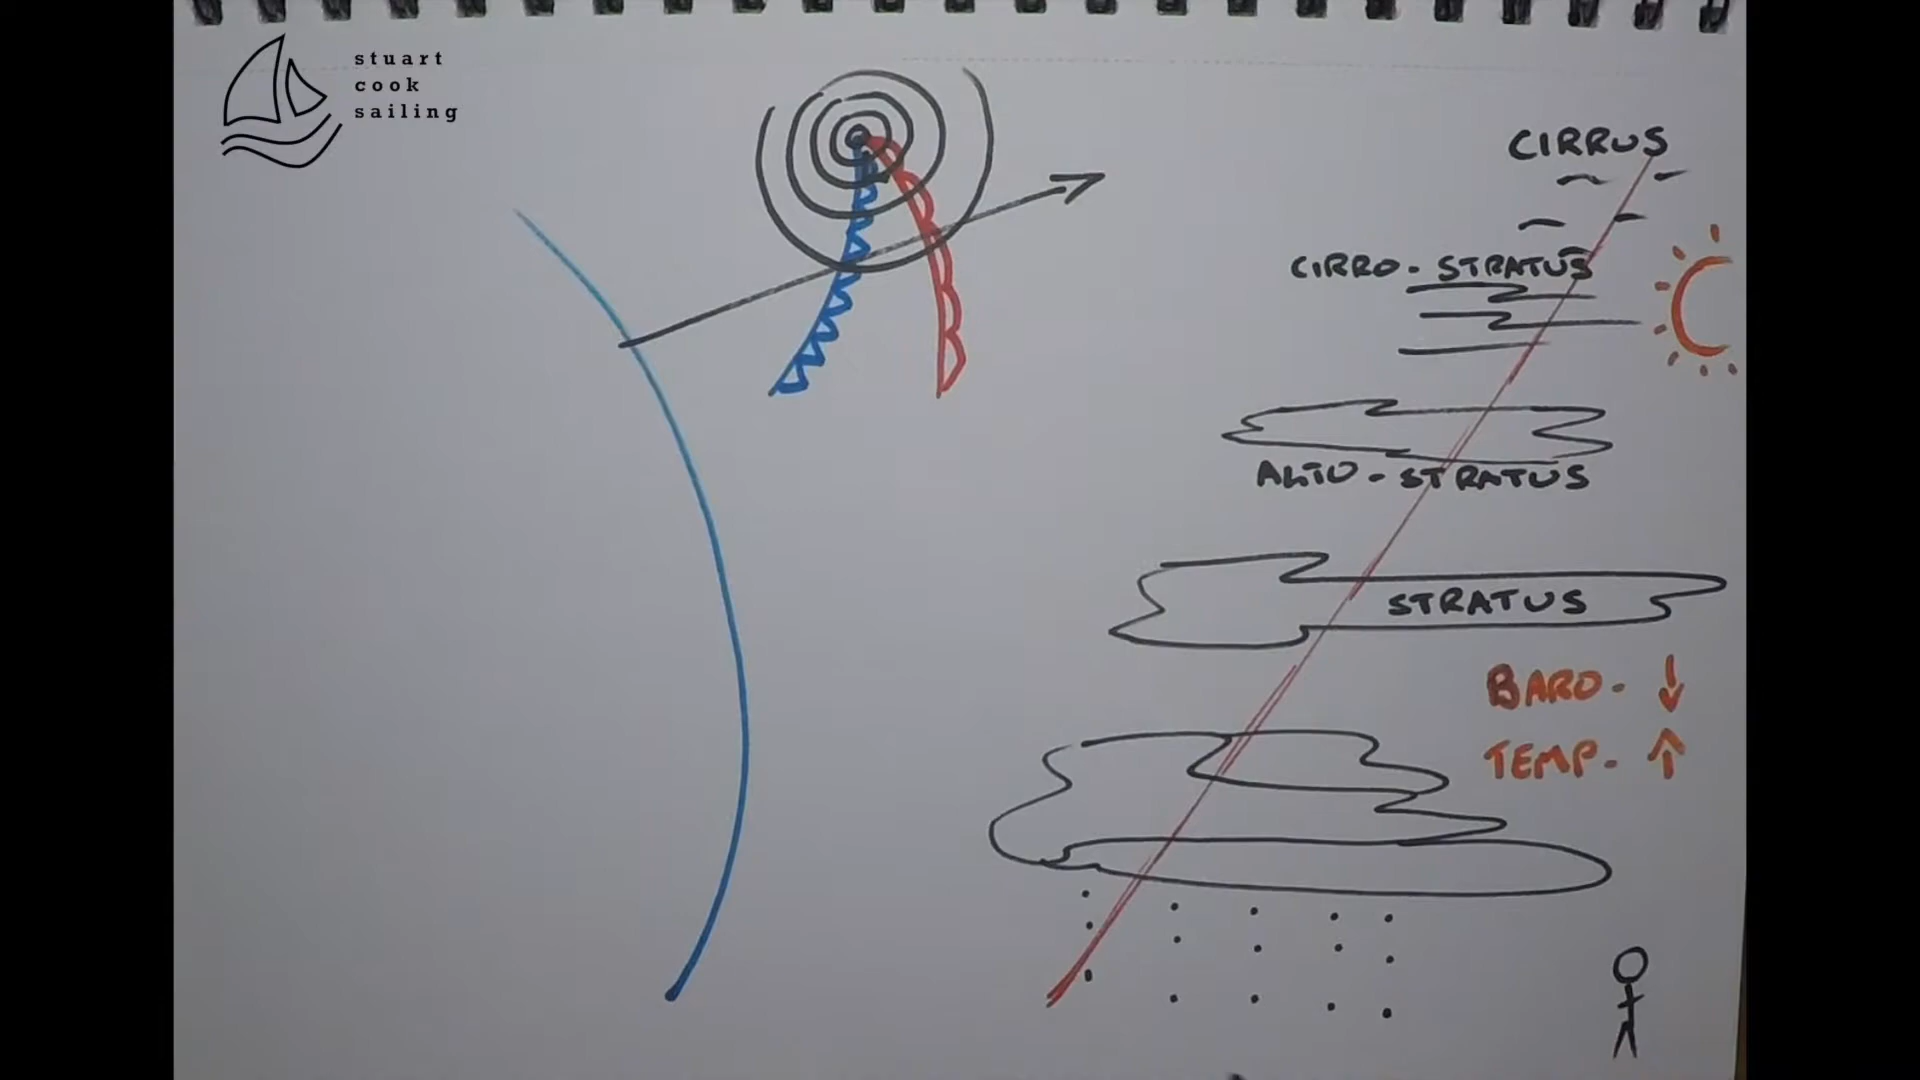 stuart
cook
sailing
CIRRUS
CIRRO - STRATUS
ALTO - STRATUS
STRATUS
BARO - ↓
TEMP - ↑